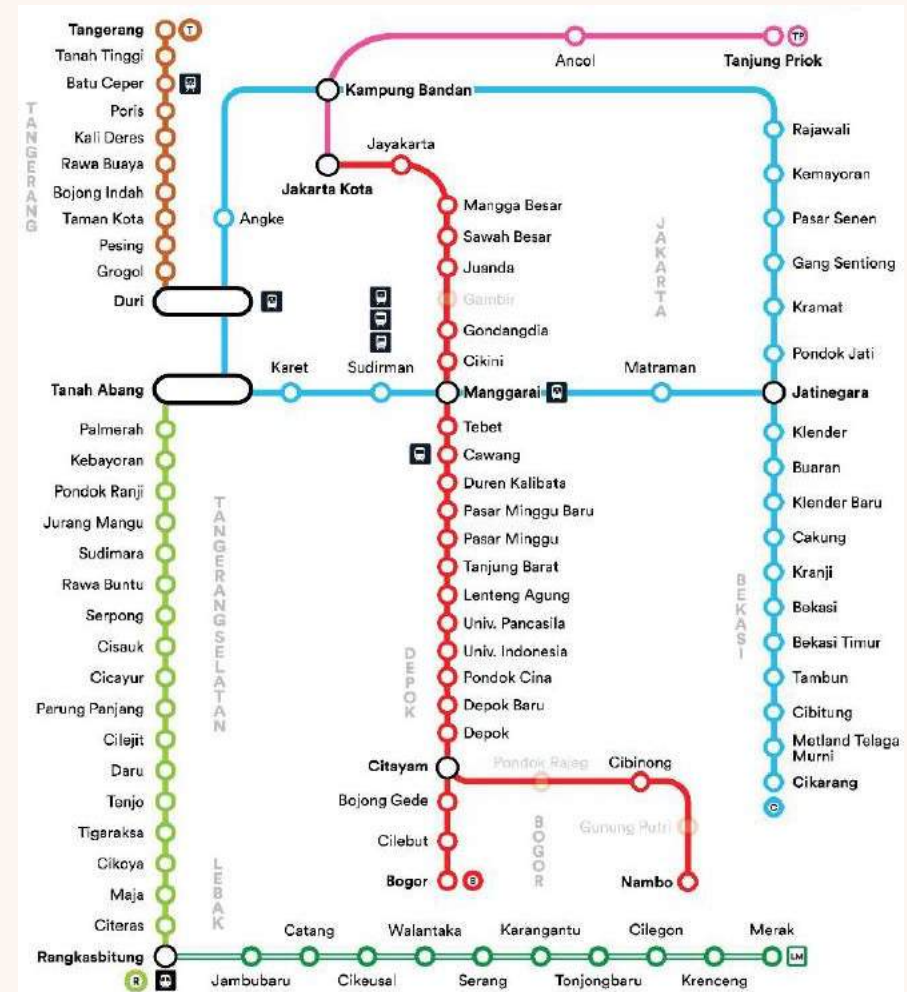 Tangerang
T
Tanah Tinggi
Batu Ceper
Poris
Kali Deres
Rawa Buaya
Bojong Indah
Taman Kota
Pesing
Grogol
Duri
TANGERANG
Angke
Kampung Bandan
Ancol
Tanjung Priok
TP
Jakarta Kota
Jayakarta
Mangga Besar
Sawah Besar
Juanda
Gambir
Gondangdia
Cikini
JAKARTA
Rajawali
Kemayoran
Pasar Senen
Gang Sentiong
Kramat
Pondok Jati
Tanah Abang
Karet
Sudirman
Manggarai
Matraman
Jatinegara
Palmerah
Kebayoran
Pondok Ranji
Jurang Mangu
Sudimara
Rawa Buntu
Serpong
Cisauk
Cicayur
Parung Panjang
Cilejit
Daru
Tenjo
Tigaraksa
Cikoya
Maja
Citeras
Rangkasbitung
R
TANGERANG SELATAN
LEBAK
Tebet
Cawang
Duren Kalibata
Pasar Minggu Baru
Pasar Minggu
Tanjung Barat
Lenteng Agung
Univ. Pancasila
Univ. Indonesia
Pondok Cina
Depok Baru
Depok
Citayam
DEPOK
Bojong Gede
Cilebut
Bogor
B
Pondok Rajeg
Cibinong
Gunung Putri
Nambo
BOGOR
Klender
Buaran
Klender Baru
Cakung
Kranji
Bekasi
Bekasi Timur
Tambun
Cibitung
Metland Telaga
Murni
Cikarang
C
BEKASI
Jambubaru
Catang
Cikeusal
Walantaka
Serang
Karangantu
Tonjongbaru
Cilegon
Krenceng
Merak
LM